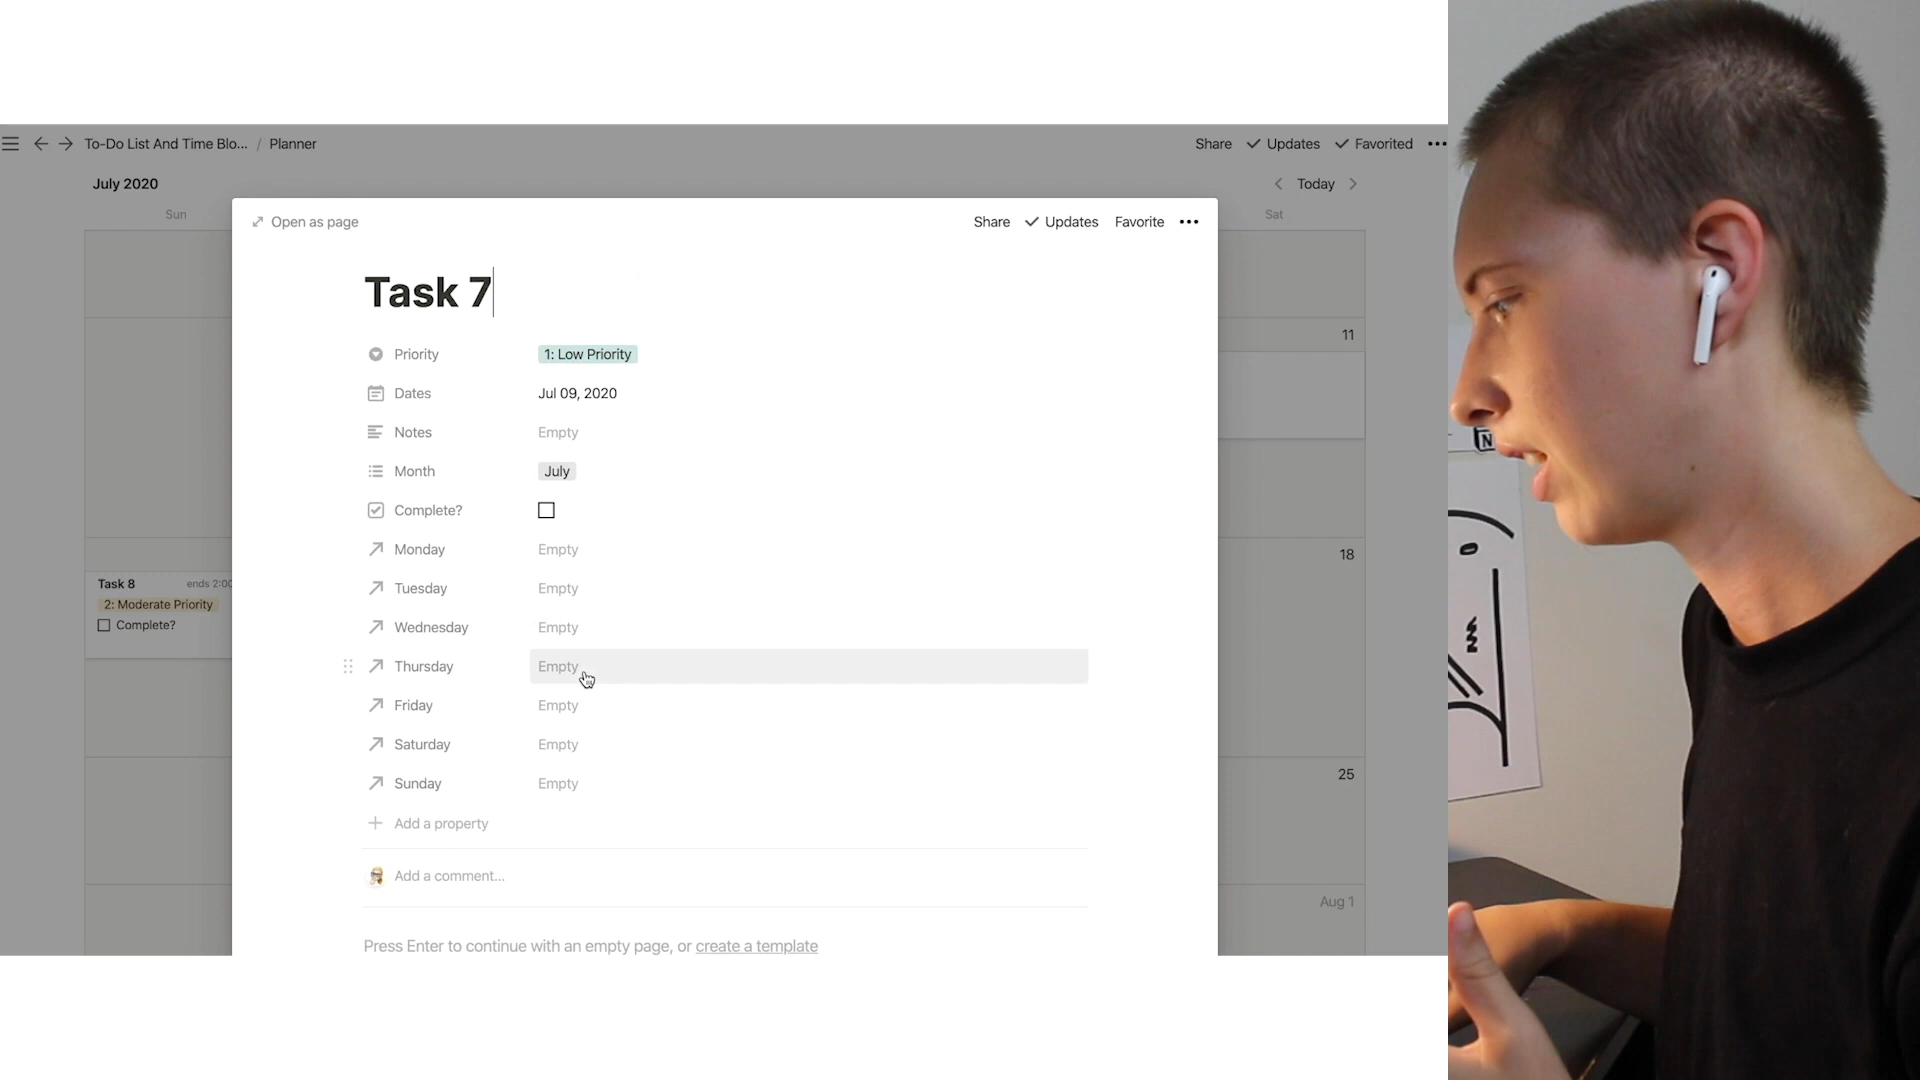 To-Do List And Time Blo... / Planner
Share Updates Favorited
July 2020
Today
Sun
Sat
Open as page
Share Updates Favorite
Task 7
Priority 1: Low Priority
Dates Jul 09, 2020
Notes Empty
Month July
Complete?
Monday Empty
Tuesday Empty
Wednesday Empty
Thursday Empty
Friday Empty
Saturday Empty
Sunday Empty
Add a property
Add a comment...
Press Enter to continue with an empty page, or create a template
Task 8 ends 2:00
2: Moderate Priority
Complete?
11
18
25
Aug 1
N